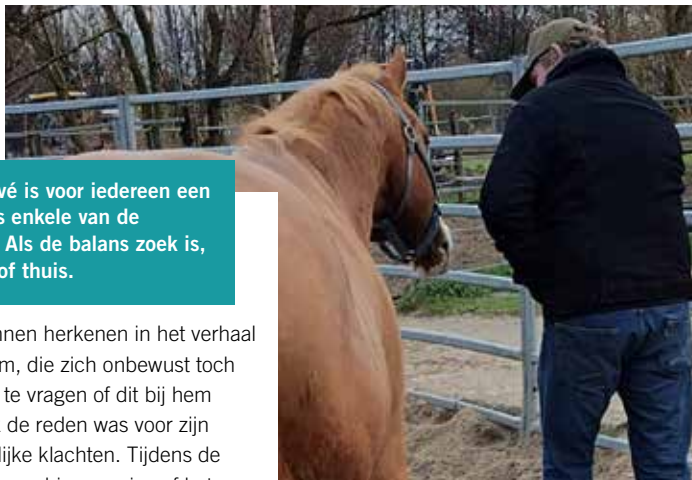 vé is voor iedereen een
enkele van de
Als de balans zoek is,
of thuis.
nnen herkenen in het verhaal
m, die zich onbewust toch
te vragen of dit bij hem
de reden was voor zijn
lijke klachten. Tijdens de